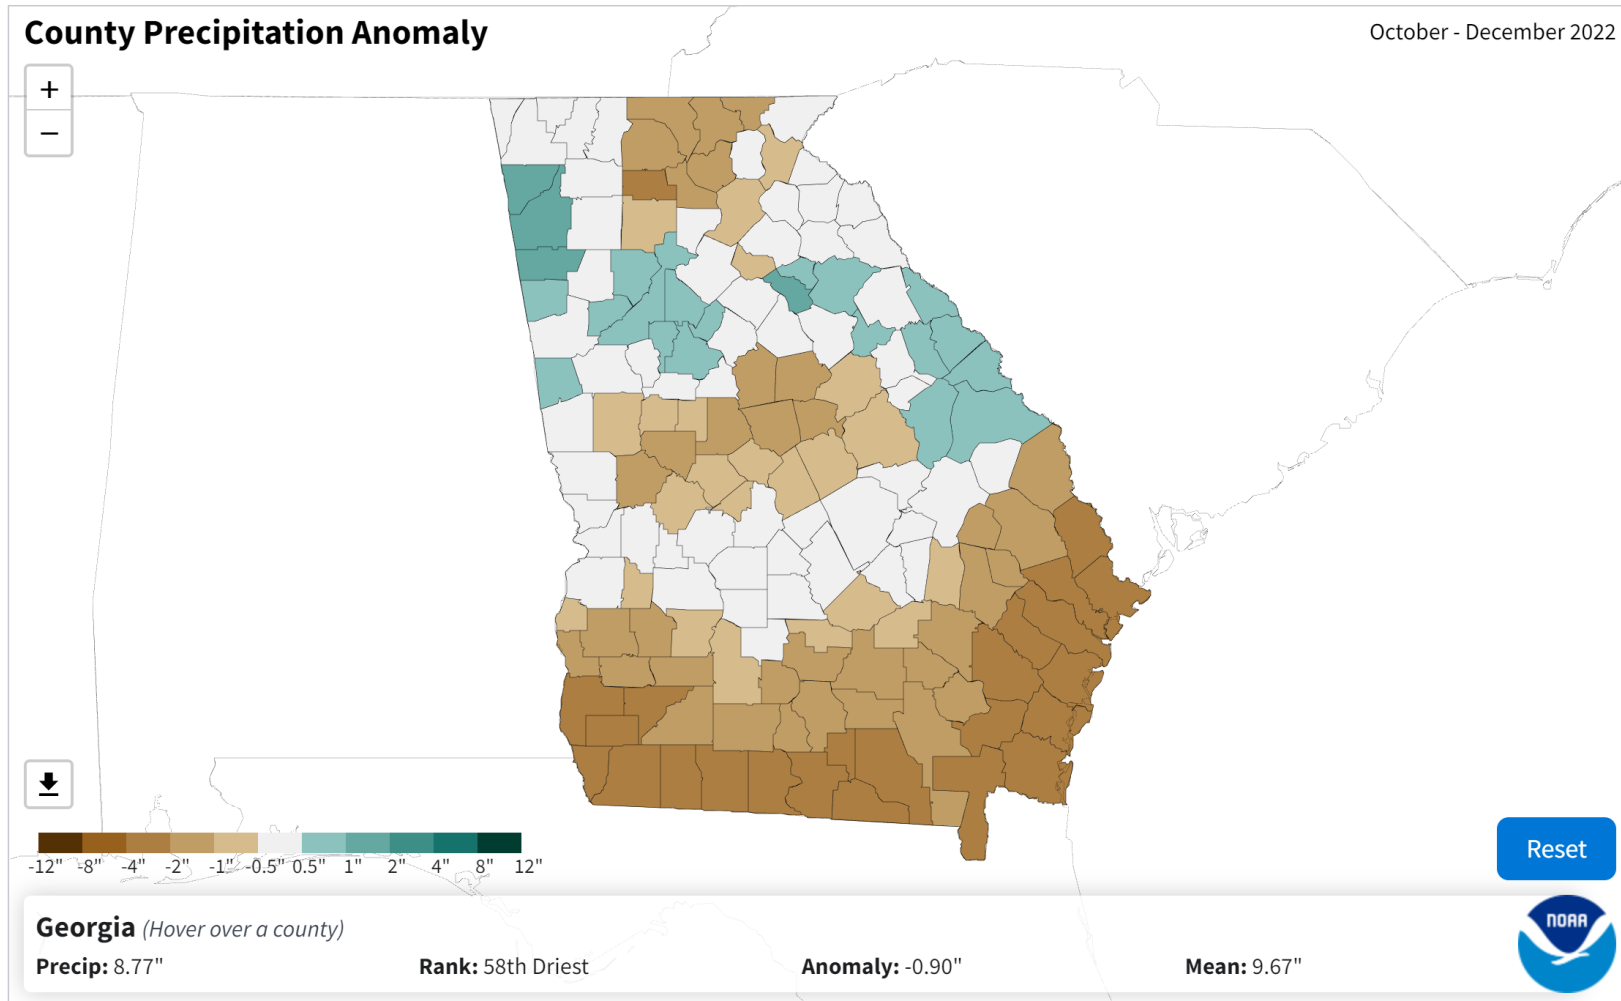 County Precipitation Anomaly
October - December 2022
+
−
-12" -8" -4" -2" -1" -0.5" 0.5" 1" 2" 4" 8" 12"
Reset
Georgia (Hover over a county)
Precip: 8.77" Rank: 58th Driest Anomaly: -0.90" Mean: 9.67"
NOAA